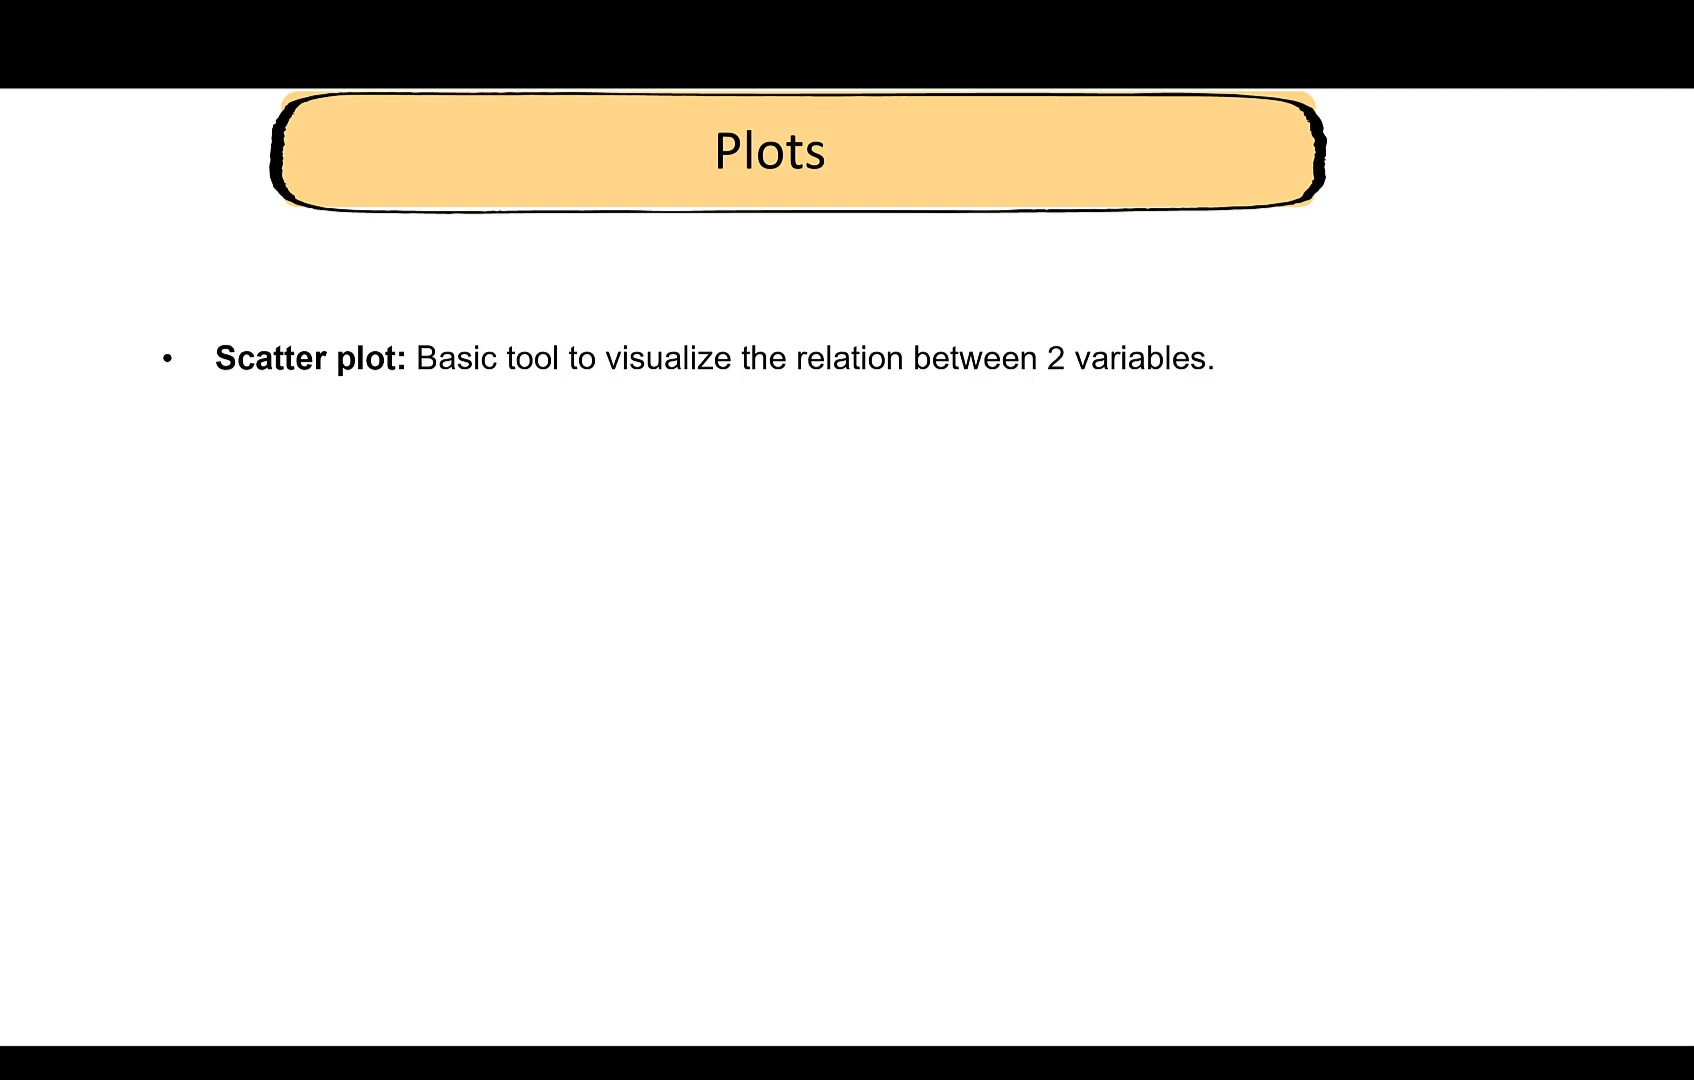 Plots
• Scatter plot: Basic tool to visualize the relation between 2 variables.